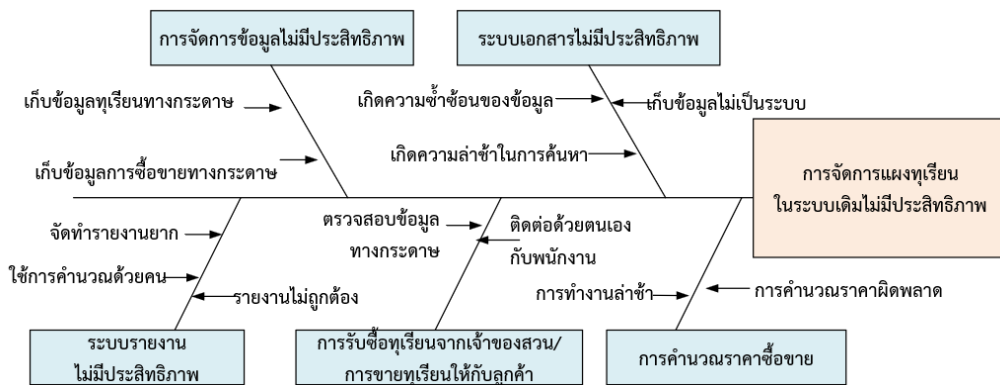 การจัดการข้อมูลไม่มีประสิทธิภาพ
ระบบเอกสารไม่มีประสิทธิภาพ
เก็บข้อมูลทุเรียนทางกระดาษ
เกิดความซ้ำซ้อนของข้อมูล
เก็บข้อมูลไม่เป็นระบบ
เก็บข้อมูลการซื้อขายทางกระดาษ
เกิดความล่าช้าในการค้นหา
การจัดการแผงทุเรียน
ในระบบเดิมไม่มีประสิทธิภาพ
จัดทำรายงานยาก
ใช้การคำนวณด้วยคน
รายงานไม่ถูกต้อง
ตรวจสอบข้อมูล
ทางกระดาษ
ติดต่อด้วยตนเอง
กับพนักงาน
การทำงานล่าช้า
การคำนวณราคาผิดพลาด
ระบบรายงาน
ไม่มีประสิทธิภาพ
การรับซื้อทุเรียนจากเจ้าของสวน/
การขายทุเรียนให้กับลูกค้า
การคำนวณราคาซื้อขาย